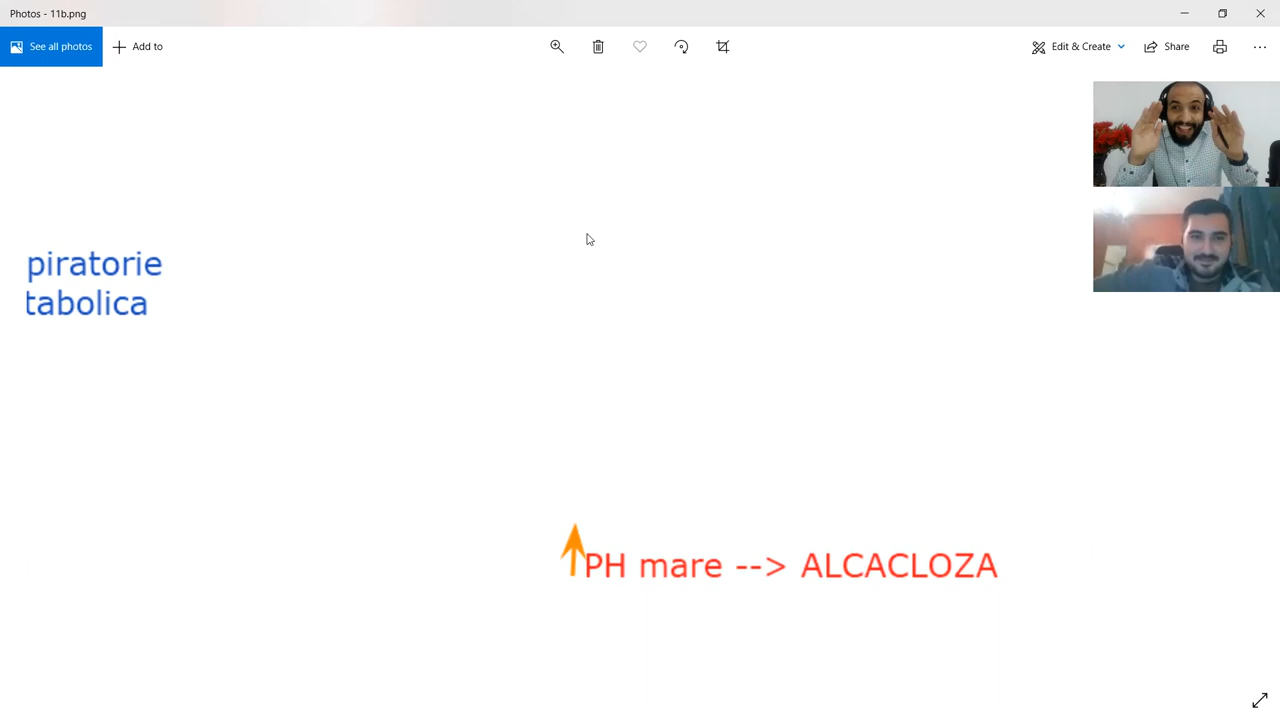 Photos - 11b.png
See all photos
Add to
Edit & Create
Share
piratorie
tabolica
PH mare --> ALCACLOZA